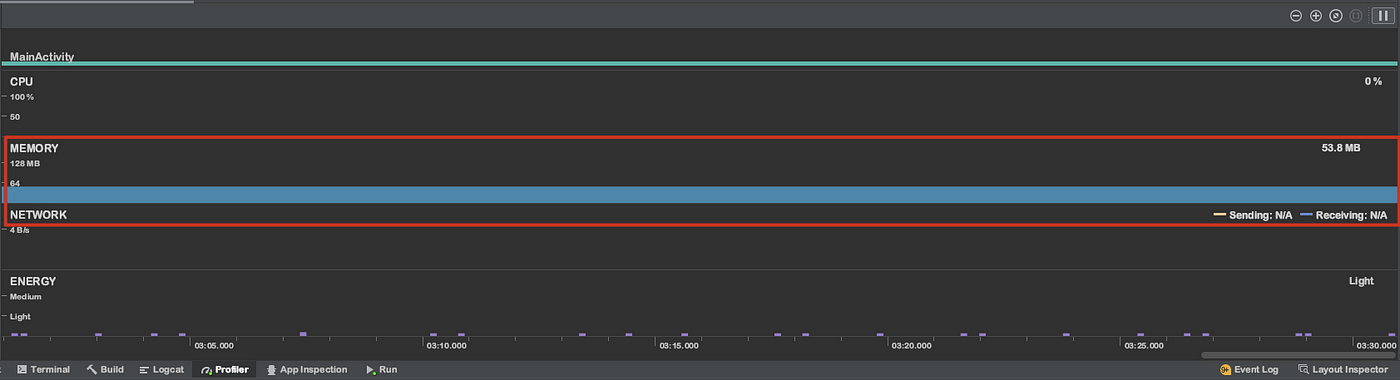 MainActivity
CPU 0 %
100 %
50
MEMORY 53.8 MB
128 MB
64
NETWORK Sending: N/A Receiving: N/A
4 B/s
ENERGY Light
Medium
Light
03:05.000 03:10.000 03:15.000 03:20.000 03:25.000 03:30.000
Terminal Build Logcat Profiler App Inspection Run Event Log Layout Inspector